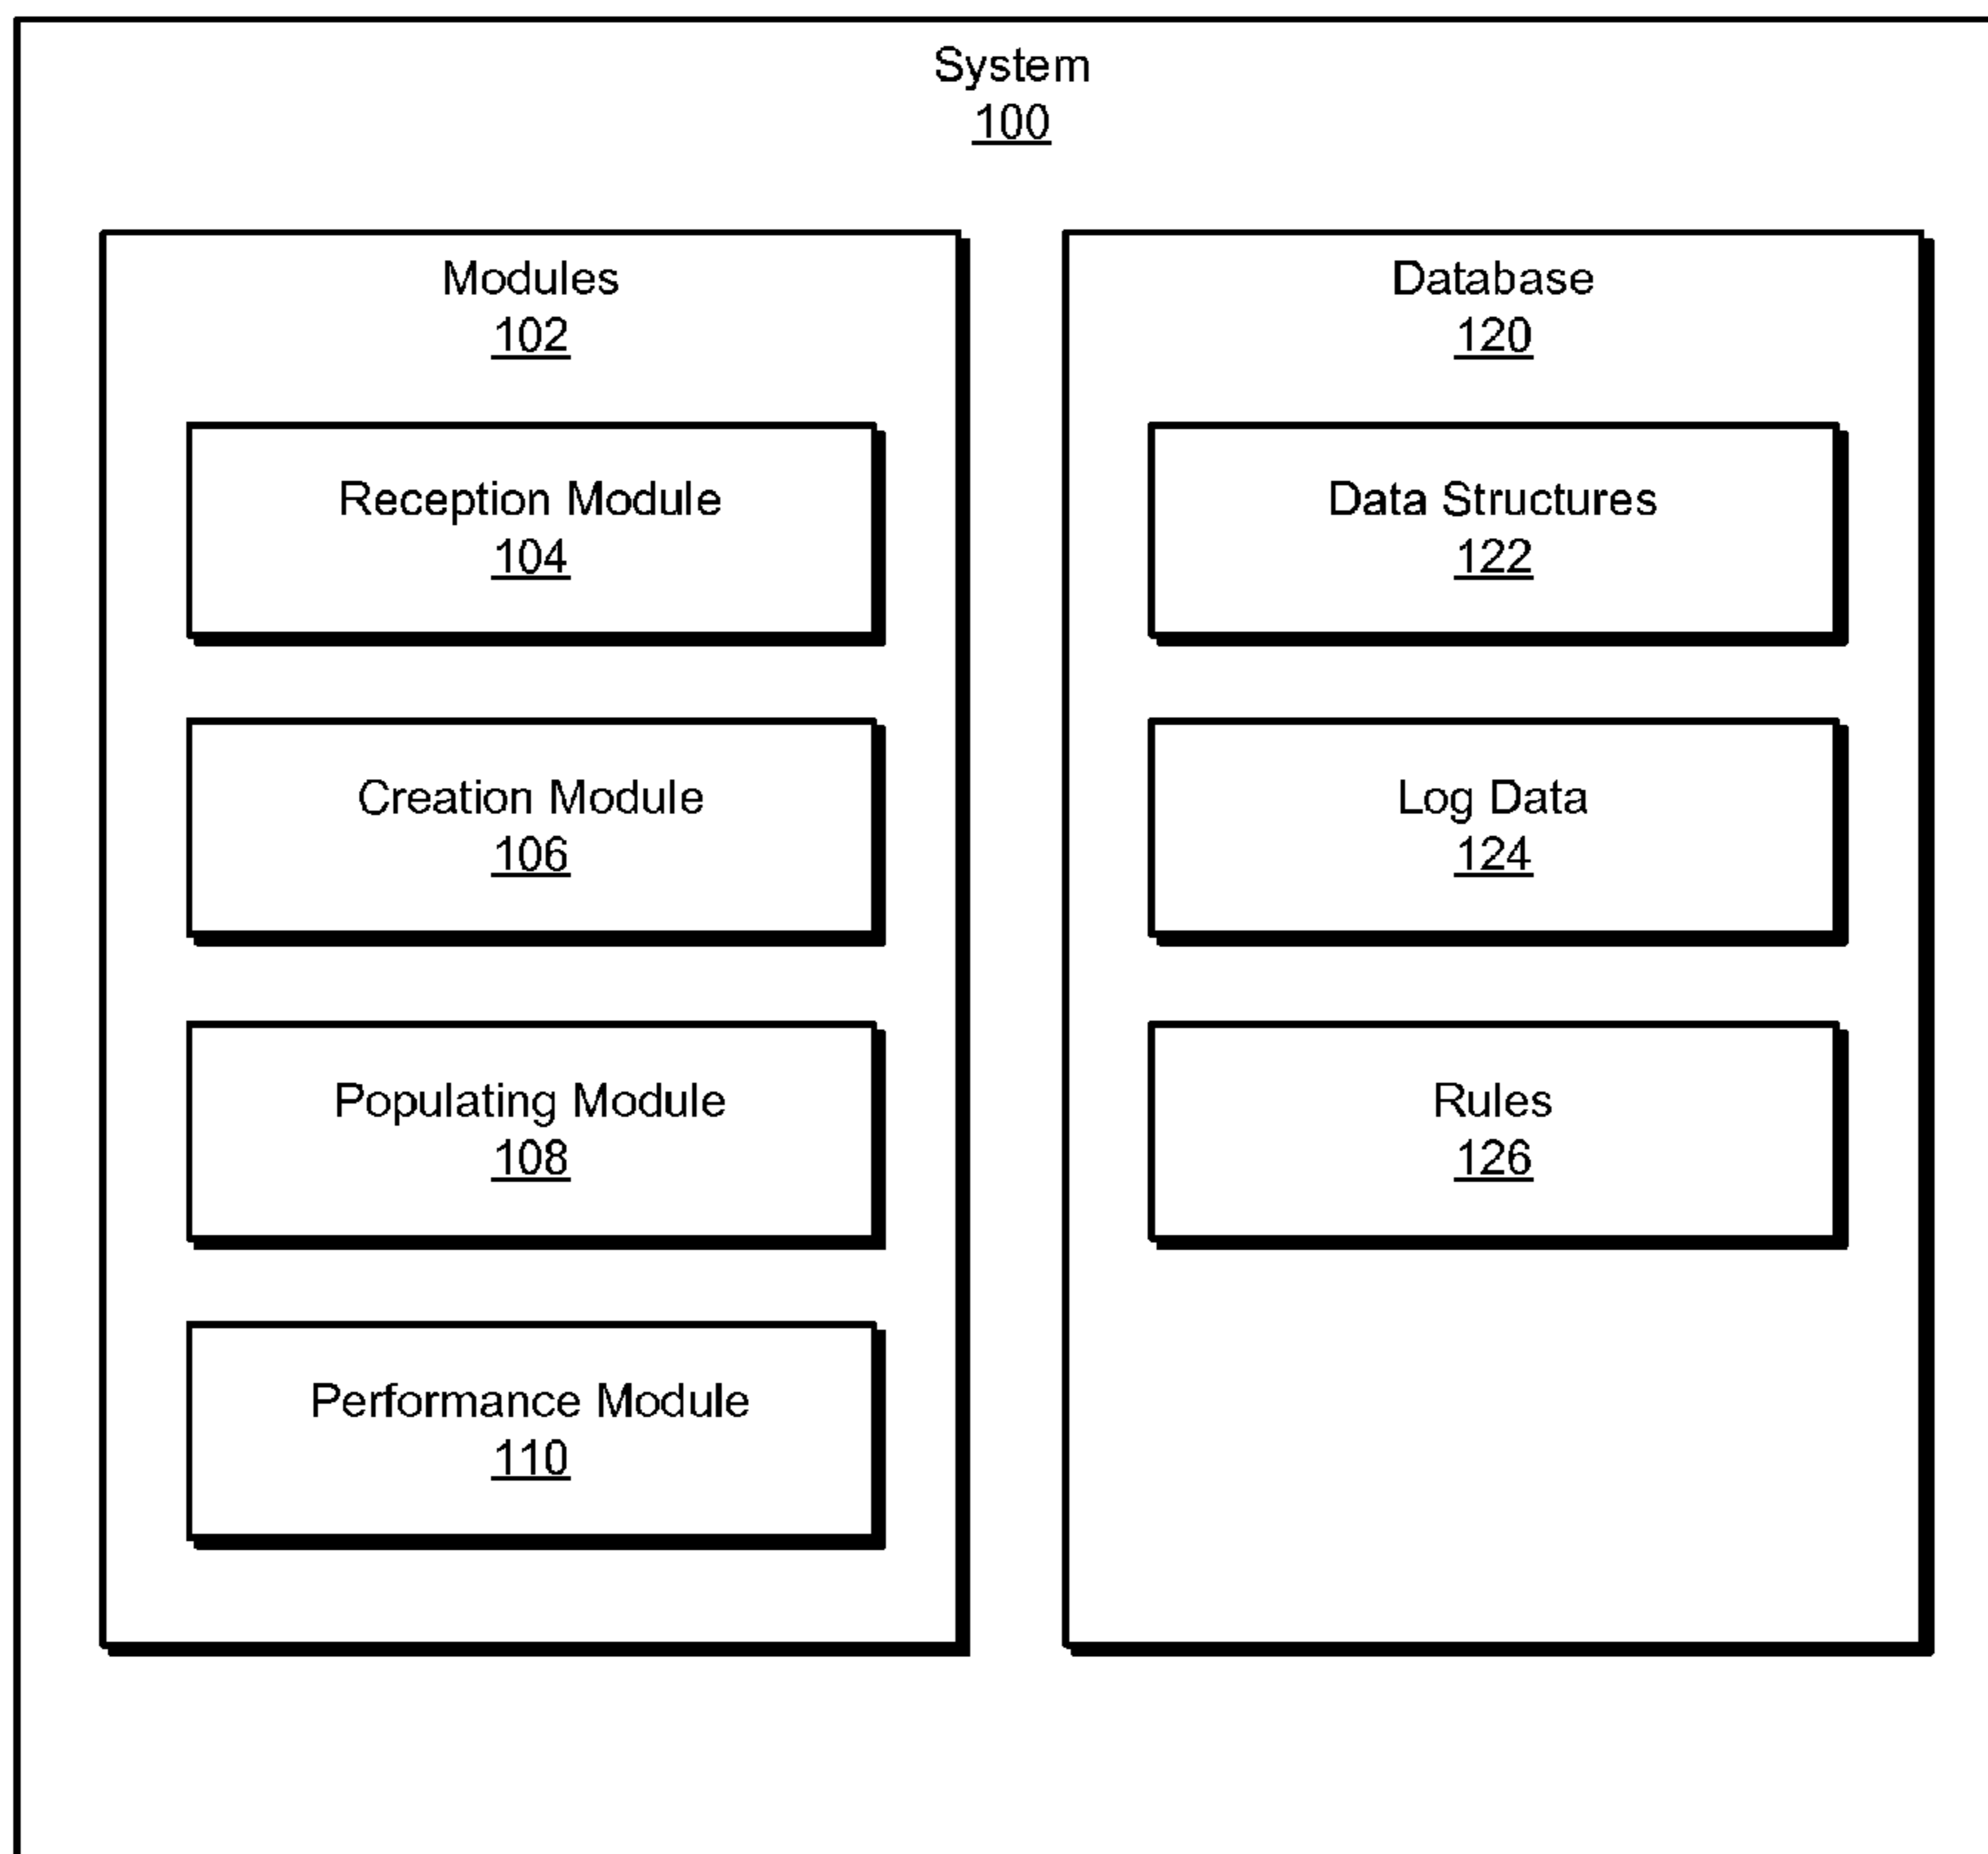 System
100
Modules
102
Reception Module
104
Creation Module
106
Populating Module
108
Performance Module
110
Database
120
Data Structures
122
Log Data
124
Rules
126